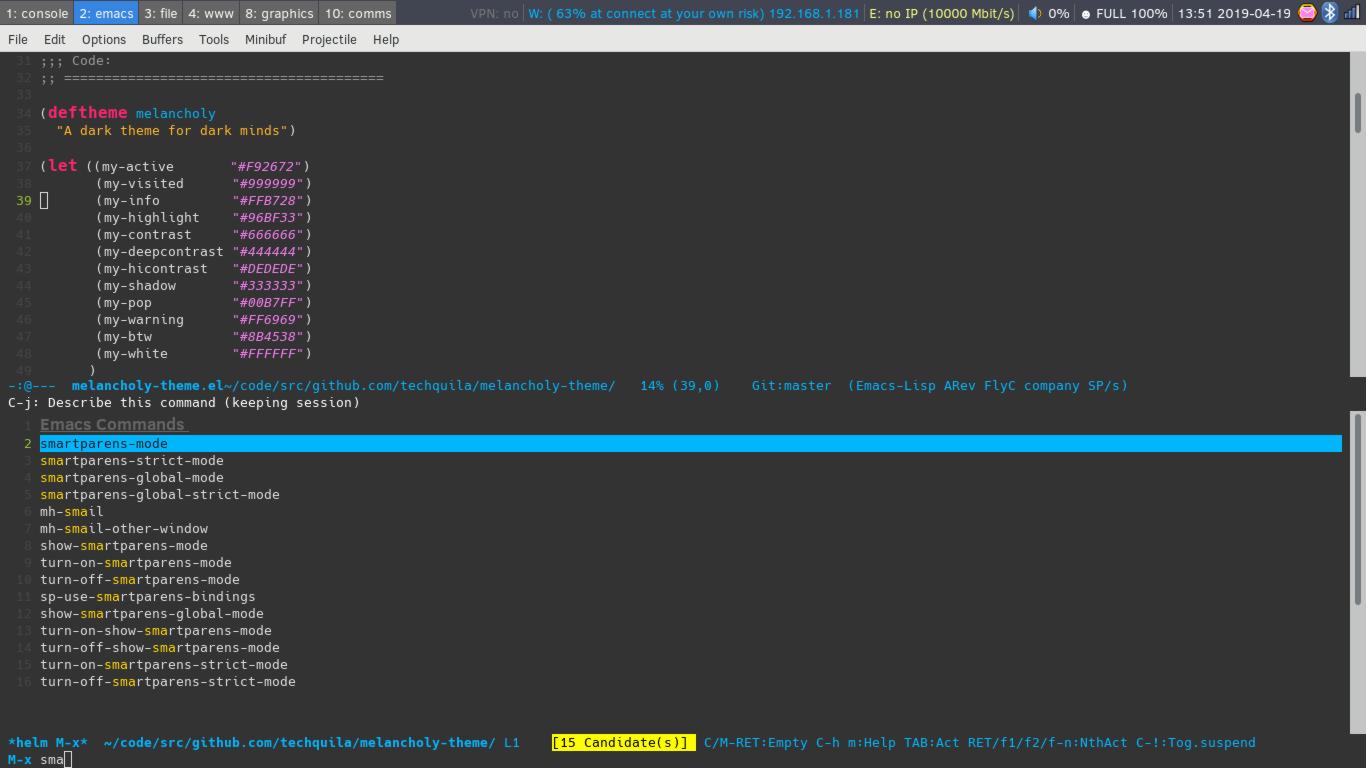 1: console 2: emacs 3: file 4: www 8: graphics 10: comms VPN: no W: ( 63% at connect at your own risk) 192.168.1.181 E: no IP (10000 Mbit/s) 0% ☻ FULL 100% 13:51 2019-04-19
File Edit Options Buffers Tools Minibuf Projectile Help
31 ;;; Code:
32 ;; ========================================
33
34 (deftheme melancholy
35   "A dark theme for dark minds")
36
37 (let ((my-active       "#F92672")
38       (my-visited      "#999999")
39       (my-info         "#FFB728")
40       (my-highlight    "#96BF33")
41       (my-contrast     "#666666")
42       (my-deepcontrast "#444444")
43       (my-hicontrast   "#DEDEDE")
44       (my-shadow       "#333333")
45       (my-pop          "#00B7FF")
46       (my-warning      "#FF6969")
47       (my-btw          "#8B4538")
48       (my-white        "#FFFFFF")
49       )
-:@---  melancholy-theme.el~/code/src/github.com/techquila/melancholy-theme/   14% (39,0)    Git:master  (Emacs-Lisp ARev FlyC company SP/s)
C-j: Describe this command (keeping session)
1 Emacs Commands
2 smartparens-mode
3 smartparens-strict-mode
4 smartparens-global-mode
5 smartparens-global-strict-mode
6 mh-smail
7 mh-smail-other-window
8 show-smartparens-mode
9 turn-on-smartparens-mode
10 turn-off-smartparens-mode
11 sp-use-smartparens-bindings
12 show-smartparens-global-mode
13 turn-on-show-smartparens-mode
14 turn-off-show-smartparens-mode
15 turn-on-smartparens-strict-mode
16 turn-off-smartparens-strict-mode
*helm M-x*  ~/code/src/github.com/techquila/melancholy-theme/ L1    [15 Candidate(s)]  C/M-RET:Empty C-h m:Help TAB:Act RET/f1/f2/f-n:NthAct C-!:Tog.suspend
M-x sma